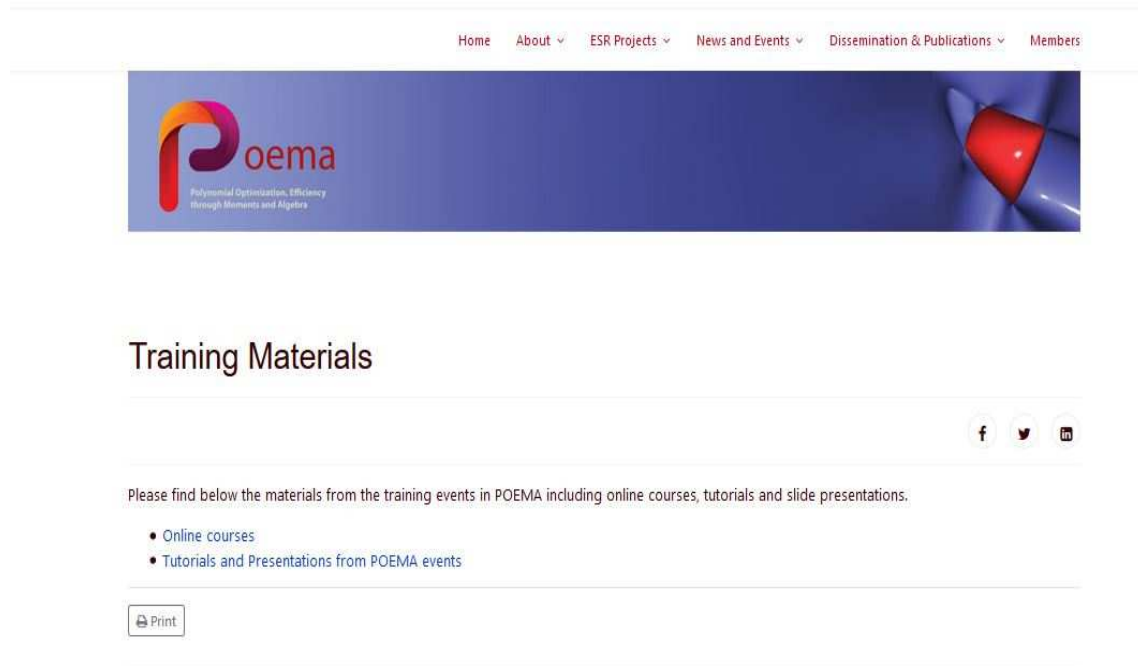 Home About ESR Projects News and Events Dissemination & Publications Members
Poema
Polynomial Optimization, Efficiency
through Moments and Algebra
Training Materials
Please find below the materials from the training events in POEMA including online courses, tutorials and slide presentations.
Online courses
Tutorials and Presentations from POEMA events
Print